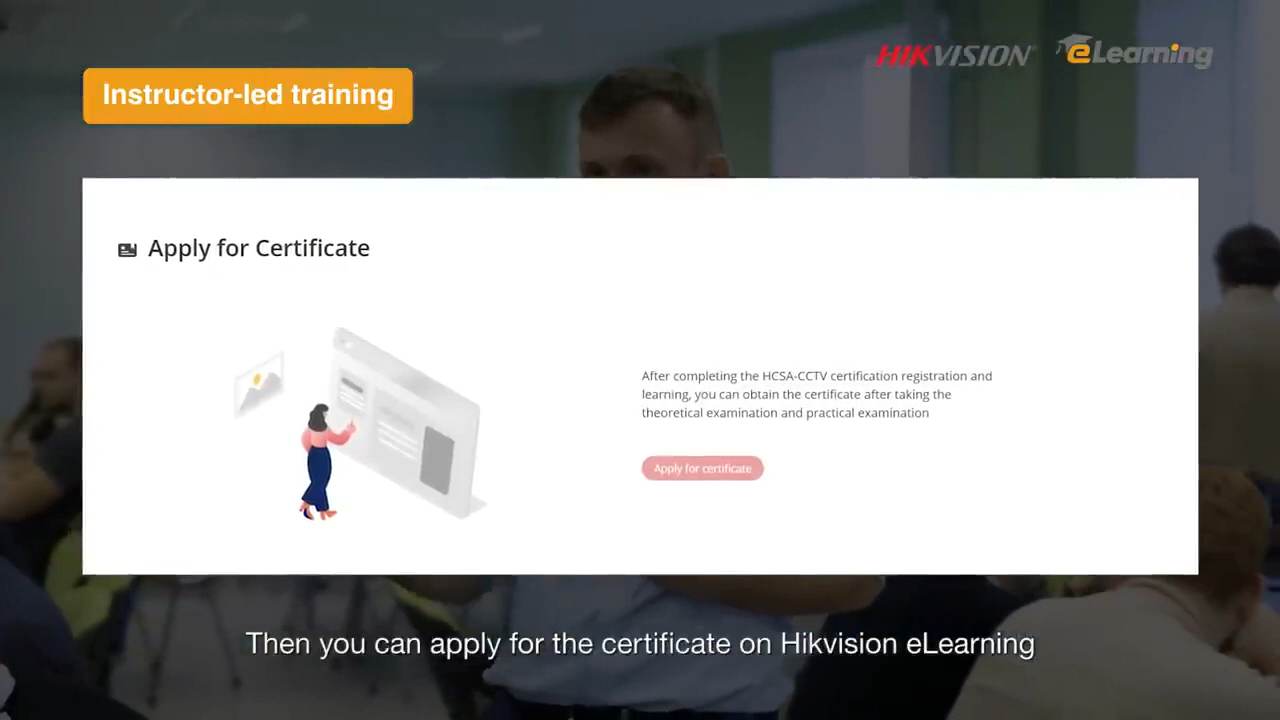 HIKVISION eLearning
Instructor-led training
Apply for Certificate
After completing the HCSA-CCTV certification registration and
learning, you can obtain the certificate after taking the
theoretical examination and practical examination
Apply for certificate
Then you can apply for the certificate on Hikvision eLearning